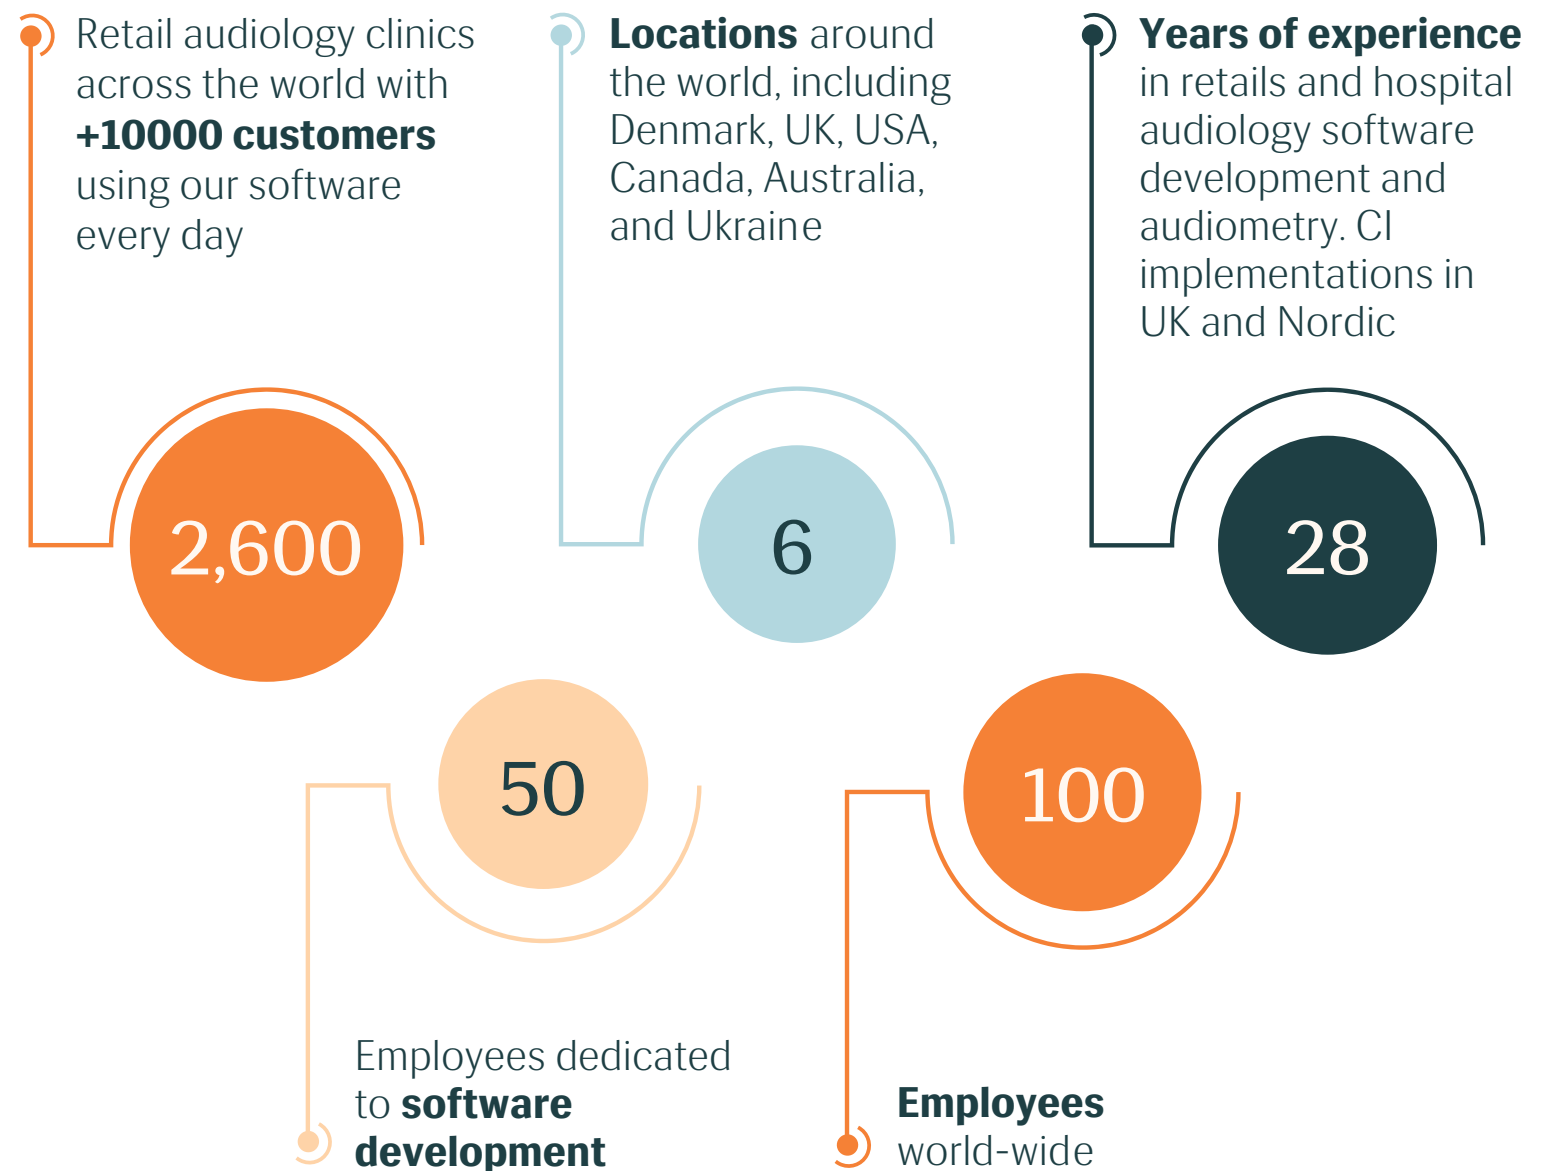 Retail audiology clinics
across the world with
+10000 customers
using our software
every day
2,600
Locations around
the world, including
Denmark, UK, USA,
Canada, Australia,
and Ukraine
6
Years of experience
in retails and hospital
audiology software
development and
audiometry. CI
implementations in
UK and Nordic
28
50
Employees dedicated
to software
development
100
Employees
world-wide